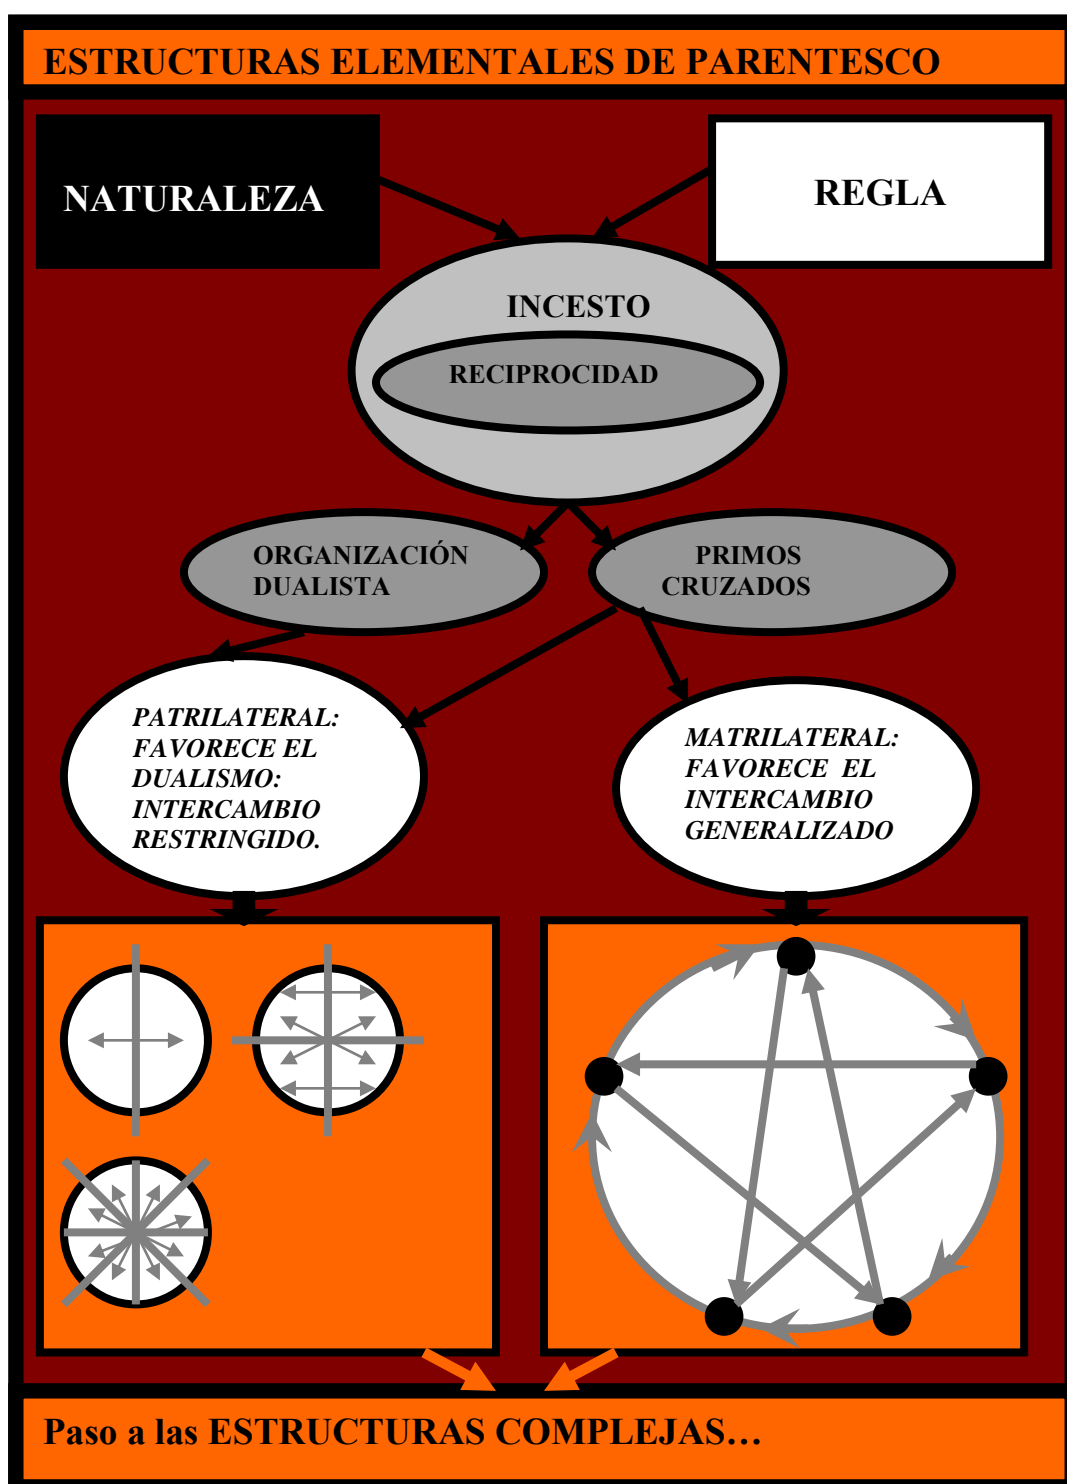 ESTRUCTURAS ELEMENTALES DE PARENTESCO
NATURALEZA
REGLA
INCESTO
RECIPROCIDAD
ORGANIZACIÓN
DUALISTA
PRIMOS
CRUZADOS
PATRILATERAL:
FAVORECE EL
DUALISMO:
INTERCAMBIO
RESTRINGIDO.
MATRILATERAL:
FAVORECE EL
INTERCAMBIO
GENERALIZADO
Paso a las ESTRUCTURAS COMPLEJAS…